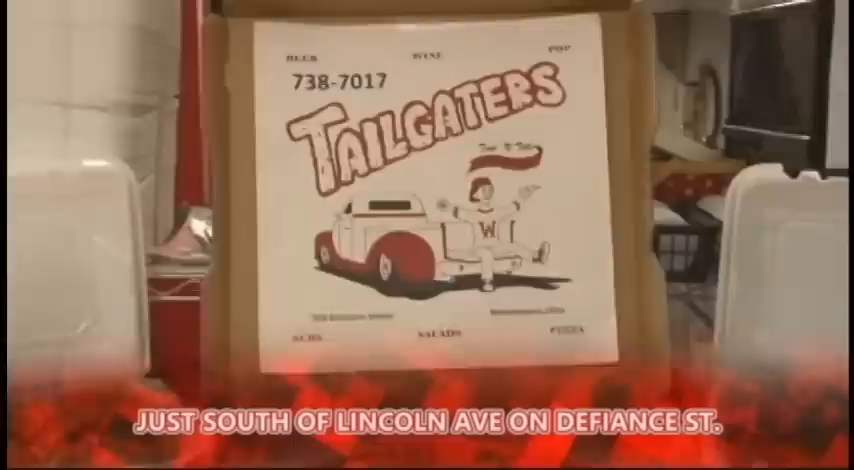 BEER WINE POP
738-7017
TAILGATERS
W
SUBS SALADS PIZZA
JUST SOUTH OF LINCOLN AVE ON DEFIANCE ST.